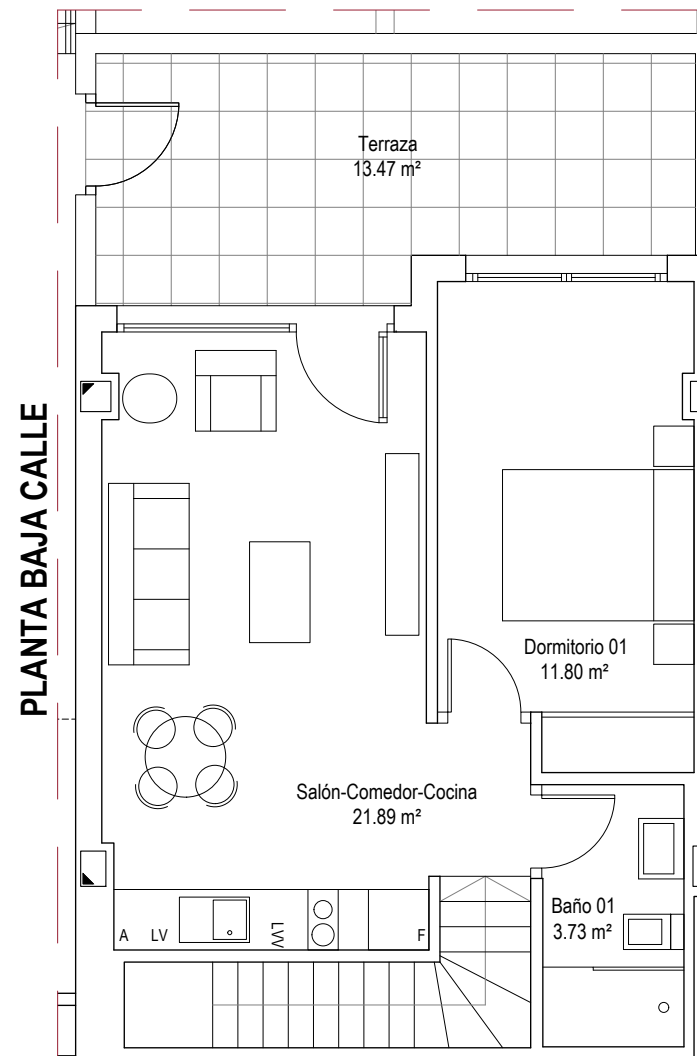 Terraza
13.47 m²
PLANTA BAJA CALLE
Dormitorio 01
11.80 m²
Salón-Comedor-Cocina
21.89 m²
Baño 01
3.73 m²
A LV LVV F